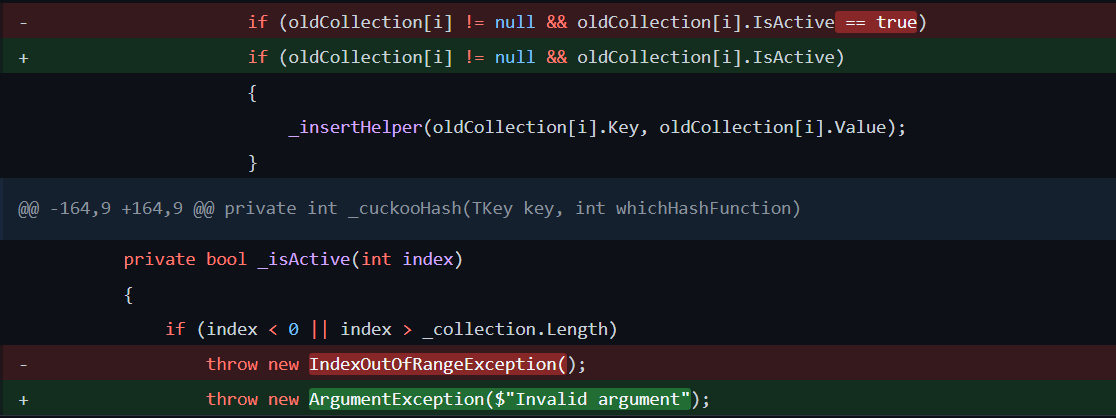 - if (oldCollection[i] != null && oldCollection[i].IsActive == true)
+ if (oldCollection[i] != null && oldCollection[i].IsActive)
{
_insertHelper(oldCollection[i].Key, oldCollection[i].Value);
}
@@ -164,9 +164,9 @@ private int _cuckooHash(TKey key, int whichHashFunction)
private bool _isActive(int index)
{
if (index < 0 || index > _collection.Length)
- throw new IndexOutOfRangeException();
+ throw new ArgumentException($"Invalid argument");